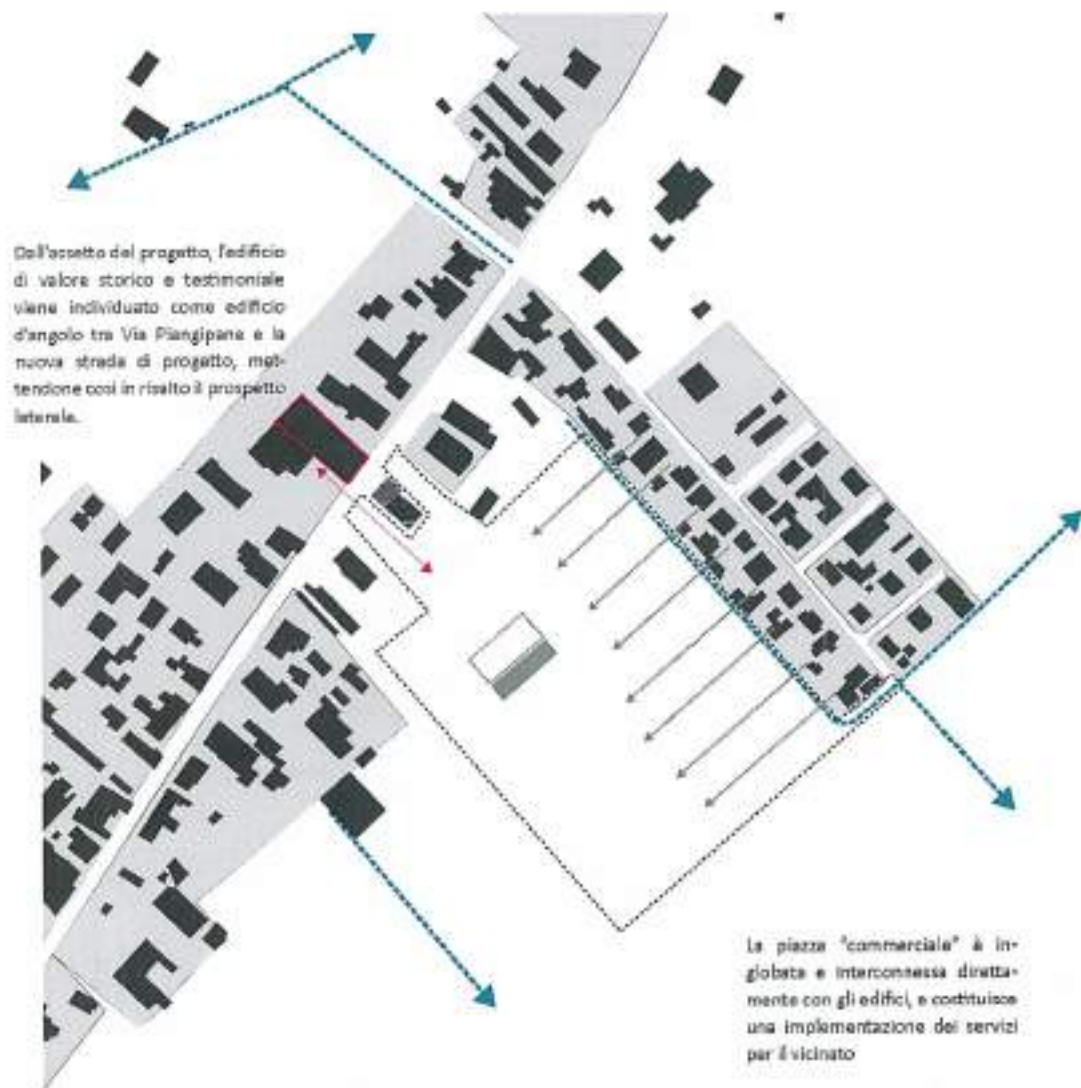 Dall'assetto del progetto, l'edificio
di valore storico e testimoniale
viene individuato come edificio
d'angolo tra Via Piangipane e la
nuova strada di progetto, met-
tendone così in risalto il prospetto
laterale.
La piazza "commerciale" è in-
globata e interconnessa diretta-
mente con gli edifici, e costituisce
una implementazione dei servizi
per il vicinato